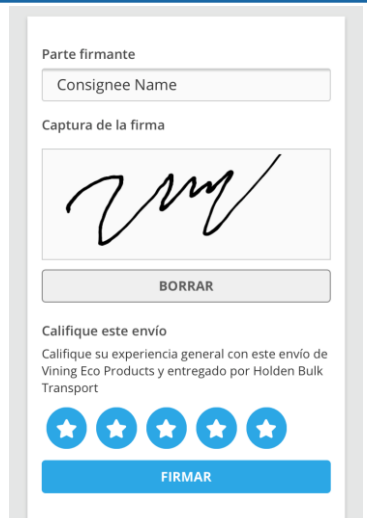 Parte firmante
Consignee Name
Captura de la firma
BORRAR
Califique este envío
Califique su experiencia general con este envío de
Vining Eco Products y entregado por Holden Bulk
Transport
FIRMAR